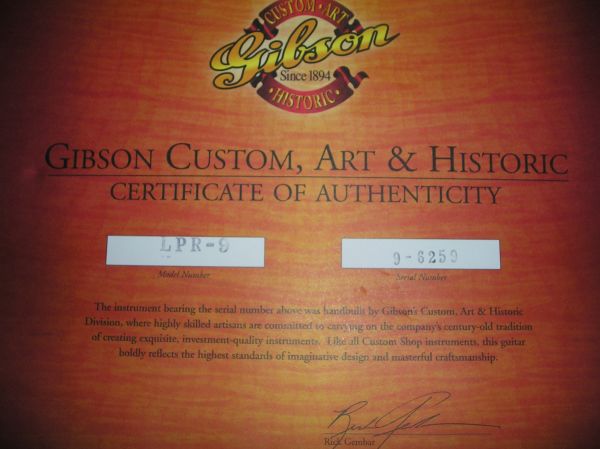 CUSTOM · ART
Gibson
Since 1894
· HISTORIC ·
GIBSON CUSTOM, ART & HISTORIC
CERTIFICATE OF AUTHENTICITY
LPR-9
9-6259
Model Number
Serial Number
The instrument bearing the serial number above was handbuilt by Gibson's Custom, Art & Historic
Division, where highly skilled artisans are committed to carrying on the company's century-old tradition
of creating exquisite, investment-quality instruments. Like all Custom Shop instruments, this guitar
boldly reflects the highest standards of imaginative design and masterful craftsmanship.
Rick Gembar